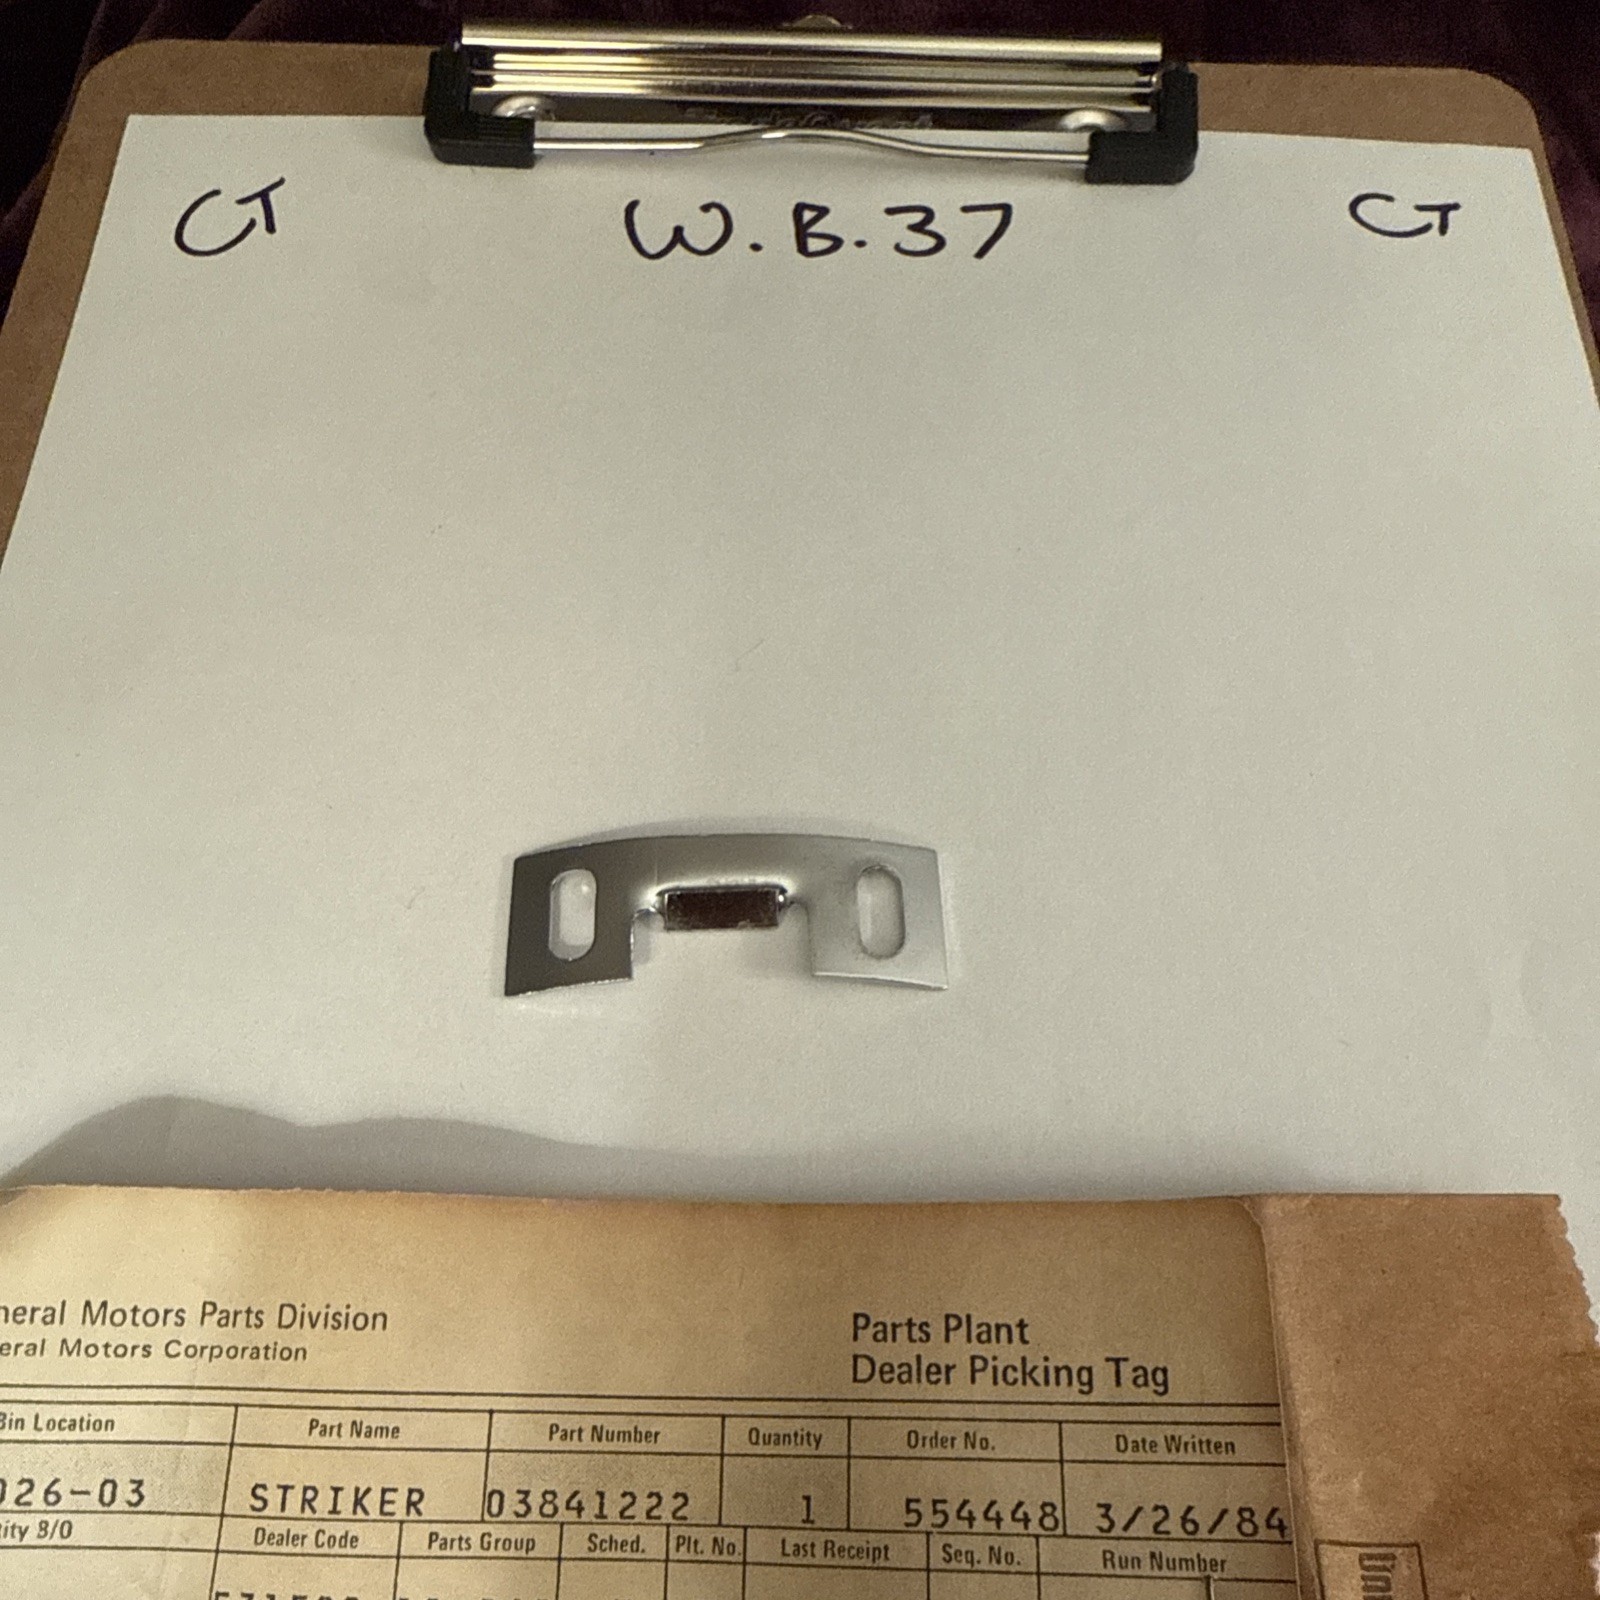 CT W.B.37 CT
neral Motors Parts Division
eral Motors Corporation
Parts Plant
Dealer Picking Tag
Bin Location Part Name Part Number Quantity Order No. Date Written
026-03 STRIKER 03841222 1 554448 3/26/84
ity B/O Dealer Code Parts Group Sched. Plt. No. Last Receipt Seq. No. Run Number